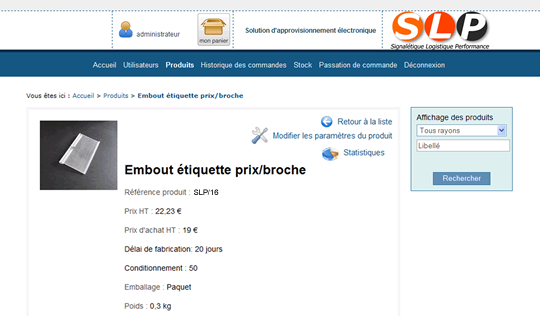 administrateur
mon panier
Solution d'approvisionnement électronique
SLP
Signalétique Logistique Performance
Accueil Utilisateurs Produits Historique des commandes Stock Passation de commande Déconnexion
Vous êtes ici : Accueil > Produits > Embout étiquette prix/broche
Retour à la liste
Modifier les paramètres du produit
Statistiques
Embout étiquette prix/broche
Référence produit : SLP/16
Prix HT : 22,23 €
Prix d'achat HT : 19 €
Délai de fabrication: 20 jours
Conditionnement : 50
Emballage : Paquet
Poids : 0,3 kg
Affichage des produits
Tous rayons
Libellé
Rechercher